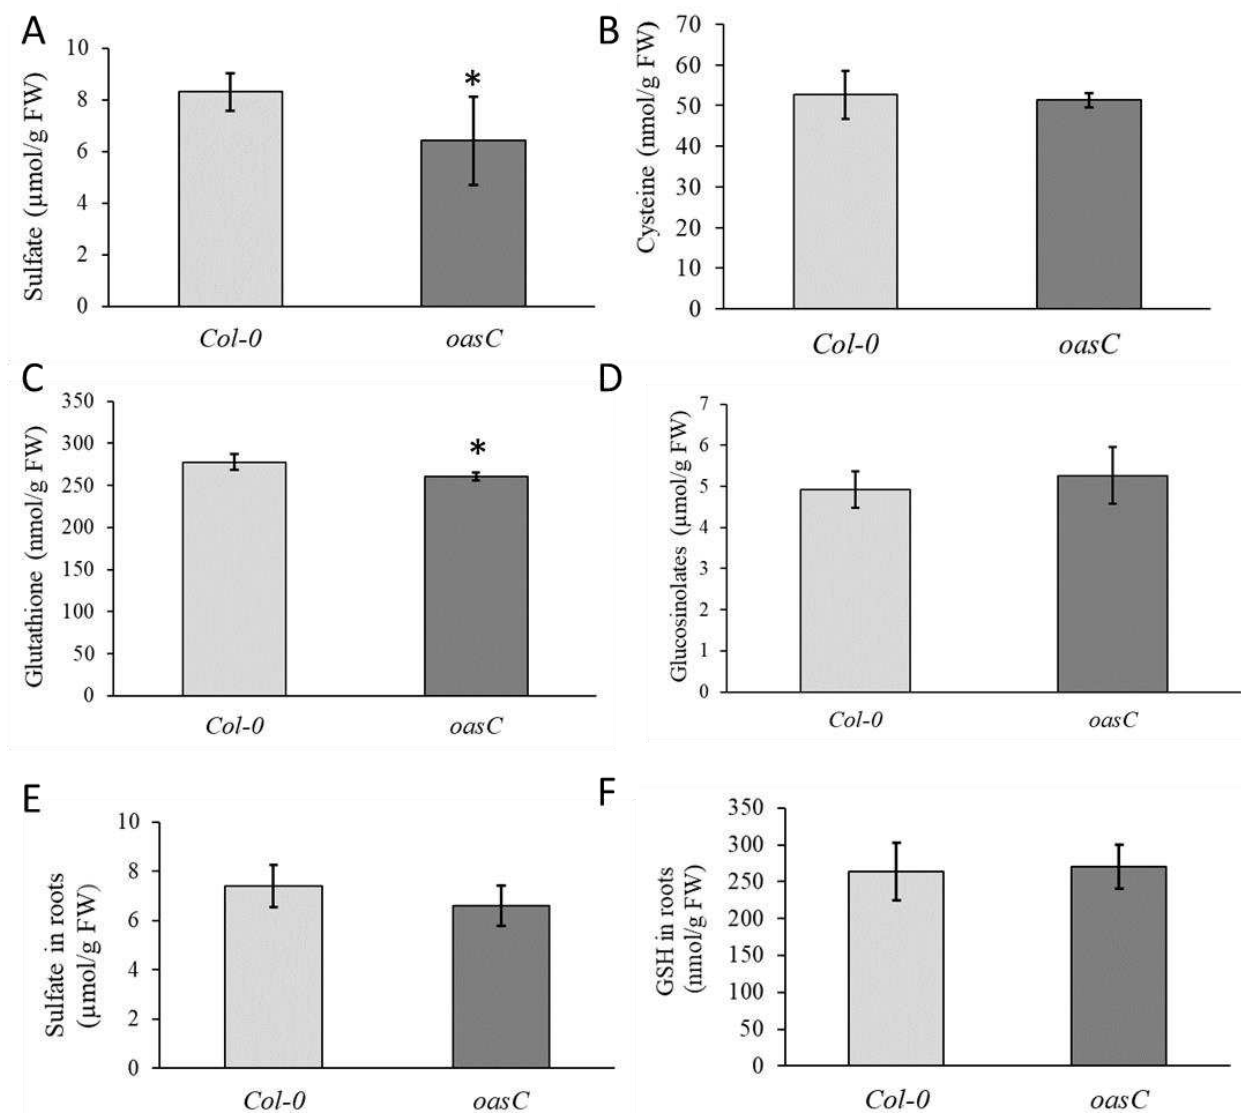 A
Sulfate (µmol/g FW)
10
8
6
4
2
0
*
Col-0
oasC
B
Cysteine (nmol/g FW)
70
60
50
40
30
20
10
0
Col-0
oasC
C
Glutathione (nmol/g FW)
350
300
250
200
150
100
50
0
*
Col-0
oasC
D
Glucosinolates (µmol/g FW)
7
6
5
4
3
2
1
0
Col-0
oasC
E
Sulfate in roots
(µmol/g FW)
10
8
6
4
2
0
Col-0
oasC
F
GSH in roots
(nmol/g FW)
350
300
250
200
150
100
50
0
Col-0
oasC